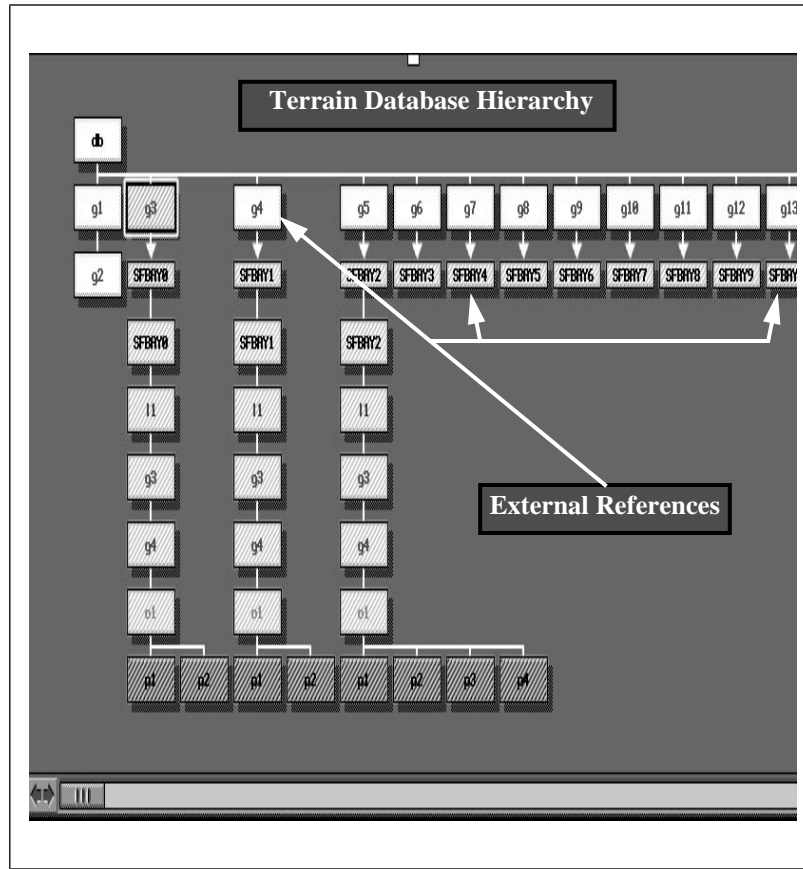 Terrain Database Hierarchy
db
g1 g3 g4 g5 g6 g7 g8 g9 g10 g11 g12 g13
g2 SFBAY0 SFBAY1 SFBAY2 SFBAY3 SFBAY4 SFBAY5 SFBAY6 SFBAY7 SFBAY8 SFBAY9 SFBAY
SFBAY0 SFBAY1 SFBAY2
l1 l1 l1
g3 g3 g3
External References
g4 g4 g4
o1 o1 o1
p1 p2 p1 p2 p1 p2 p3 p4